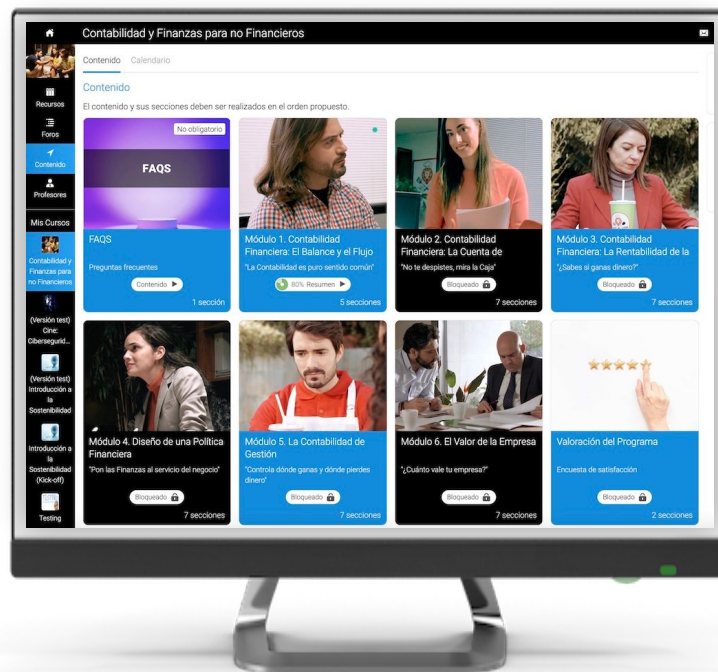 Contabilidad y Finanzas para no Financieros
Contenido
Calendario
Contenido
El contenido y sus secciones deben ser realizados en el orden propuesto.
Recursos
Foros
Contenido
Profesores
Mis Cursos
Contabilidad y
Finanzas para
no Financieros
(Versión test)
Cine:
Cibersegurid...
(Versión test)
Introducción a
la
Sostenibilidad
Introducción a
la
Sostenibilidad
(Kick-off)
Testing
No obligatorio
FAQS
FAQS
Preguntas frecuentes
Contenido
1 sección
Módulo 1. Contabilidad
Financiera: El Balance y el Flujo
"La Contabilidad es puro sentido común"
80% Resumen
5 secciones
Módulo 2. Contabilidad
Financiera: La Cuenta de
"No te despistes, mira la Caja"
Bloqueado
7 secciones
Módulo 3. Contabilidad
Financiera: La Rentabilidad de la
"¿Sabes si ganas dinero?"
Bloqueado
7 secciones
Módulo 4. Diseño de una Política
Financiera
"Pon las Finanzas al servicio del negocio"
Bloqueado
7 secciones
Módulo 5. La Contabilidad de
Gestión
"Controla dónde ganas y dónde pierdes
dinero"
Bloqueado
7 secciones
Módulo 6. El Valor de la Empresa
"¿Cuánto vale tu empresa?"
Bloqueado
7 secciones
Valoración del Programa
Encuesta de satisfacción
Bloqueado
2 secciones